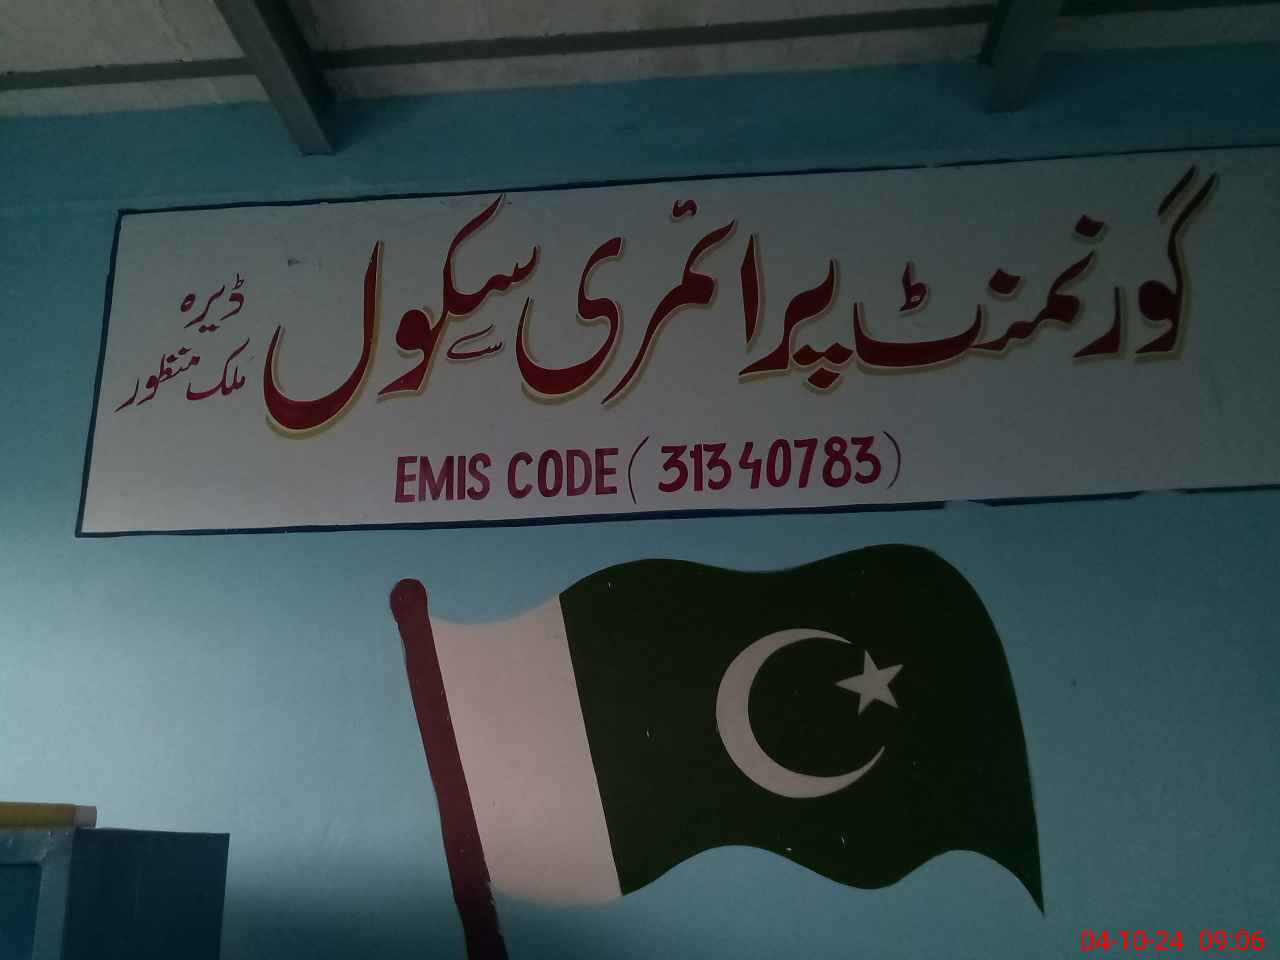 گورنمنٹ پرائمری سکول
ڈیرہ
ملک منظور
EMIS CODE (31340783)
04-10-24 09:06